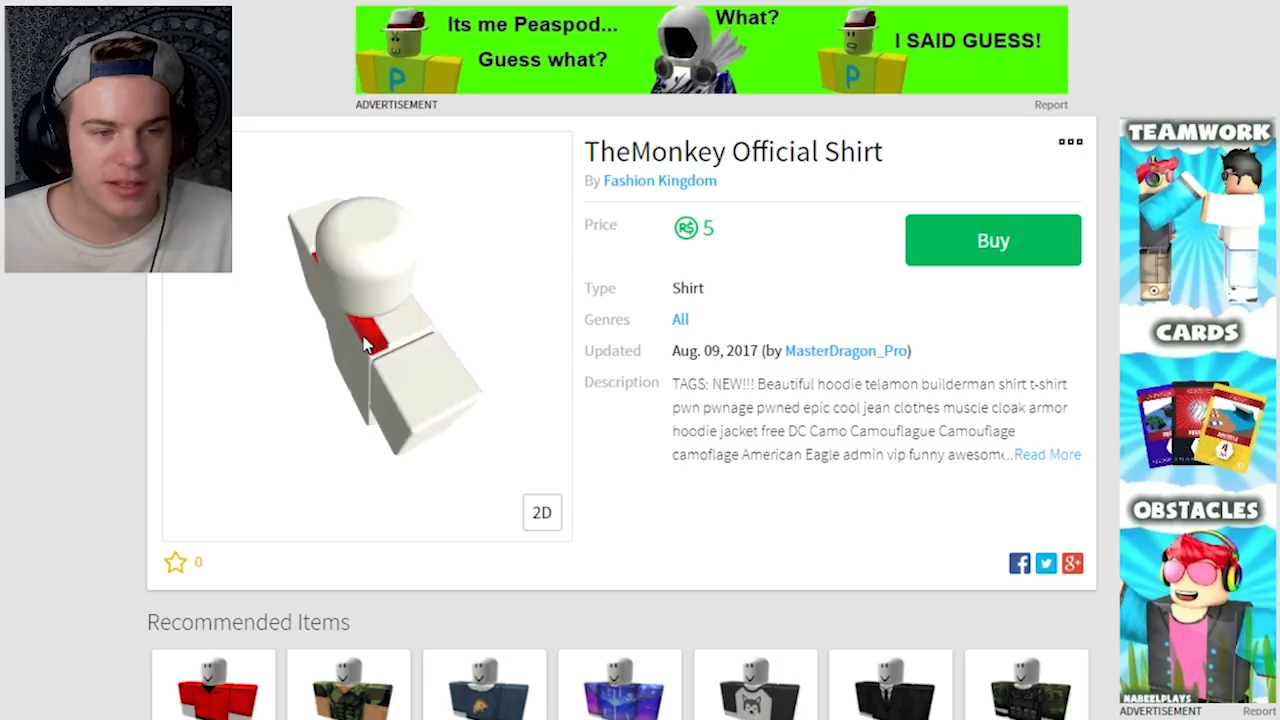 Its me Peaspod...
Guess what?
What?
I SAID GUESS!
P
P
ADVERTISEMENT
Report
TheMonkey Official Shirt
By Fashion Kingdom
Price
R$ 5
Buy
Type
Shirt
Genres
All
Updated
Aug. 09, 2017 (by MasterDragon_Pro)
Description
TAGS: NEW!!! Beautiful hoodie telamon builderman shirt t-shirt
pwn pwnage pwned epic cool jean clothes muscle cloak armor
hoodie jacket free DC Camo Camouflague Camouflage
camoflage American Eagle admin vip funny awesom...Read More
2D
0
Recommended Items
TEAMWORK
CARDS
OBSTACLES
NABEELPLAYS
ADVERTISEMENT
Report